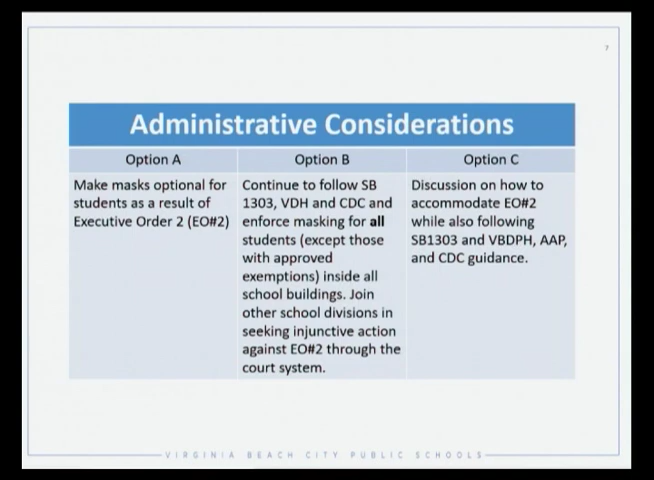 7
Administrative Considerations
Option A
Option B
Option C
Make masks optional for
students as a result of
Executive Order 2 (EO#2)
Continue to follow SB
1303, VDH and CDC and
enforce masking for all
students (except those
with approved
exemptions) inside all
school buildings. Join
other school divisions in
seeking injunctive action
against EO#2 through the
court system.
Discussion on how to
accommodate EO#2
while also following
SB1303 and VBDPH, AAP,
and CDC guidance.
VIRGINIA BEACH CITY PUBLIC SCHOOLS